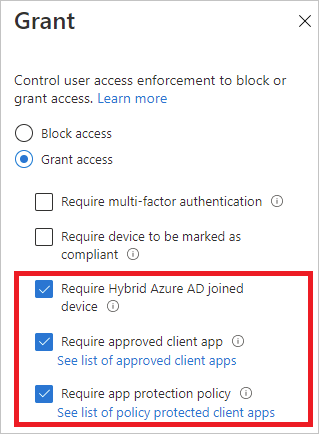 Grant
Control user access enforcement to block or
grant access. Learn more
Block access
Grant access
Require multi-factor authentication
Require device to be marked as
compliant
Require Hybrid Azure AD joined
device
Require approved client app
See list of approved client apps
Require app protection policy
See list of policy protected client apps